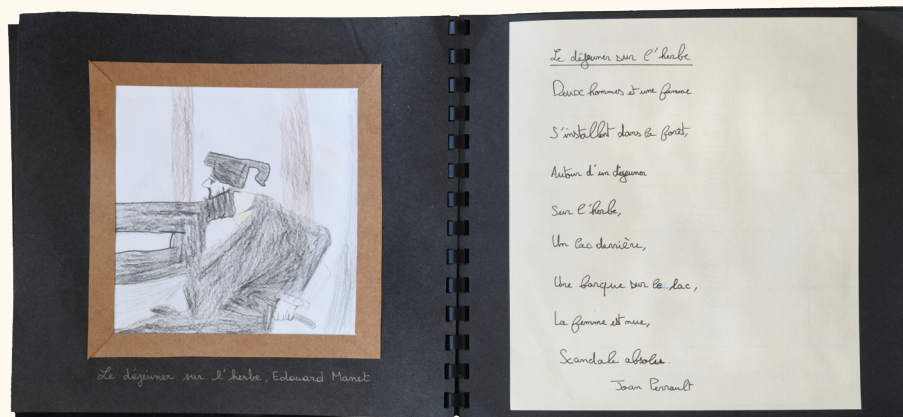 Le déjeuner sur l'herbe, Edouard Manet
Le déjeuner sur l'herbe
Deux hommes et une femme
S'installent dans la forêt,
Autour d'un déjeuner
Sur l'herbe,
Un lac derrière,
Une barque sur le lac,
La femme est nue,
Scandale absolu.
Joan Perrault